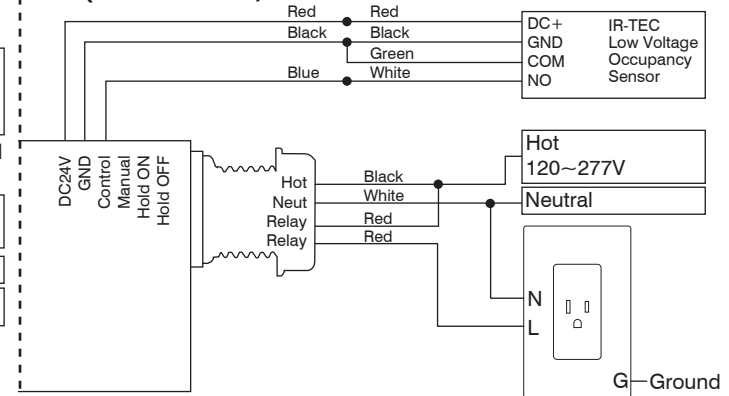 Red Red
Black Black
Green
Blue White
DC+
GND
COM
NO
IR-TEC
Low Voltage
Occupancy
Sensor
DC24V
GND
Control
Manual
Hold ON
Hold OFF
Hot
Neut
Relay
Relay
Black
White
Red
Red
Hot
120~277V
Neutral
N
L
G
Ground